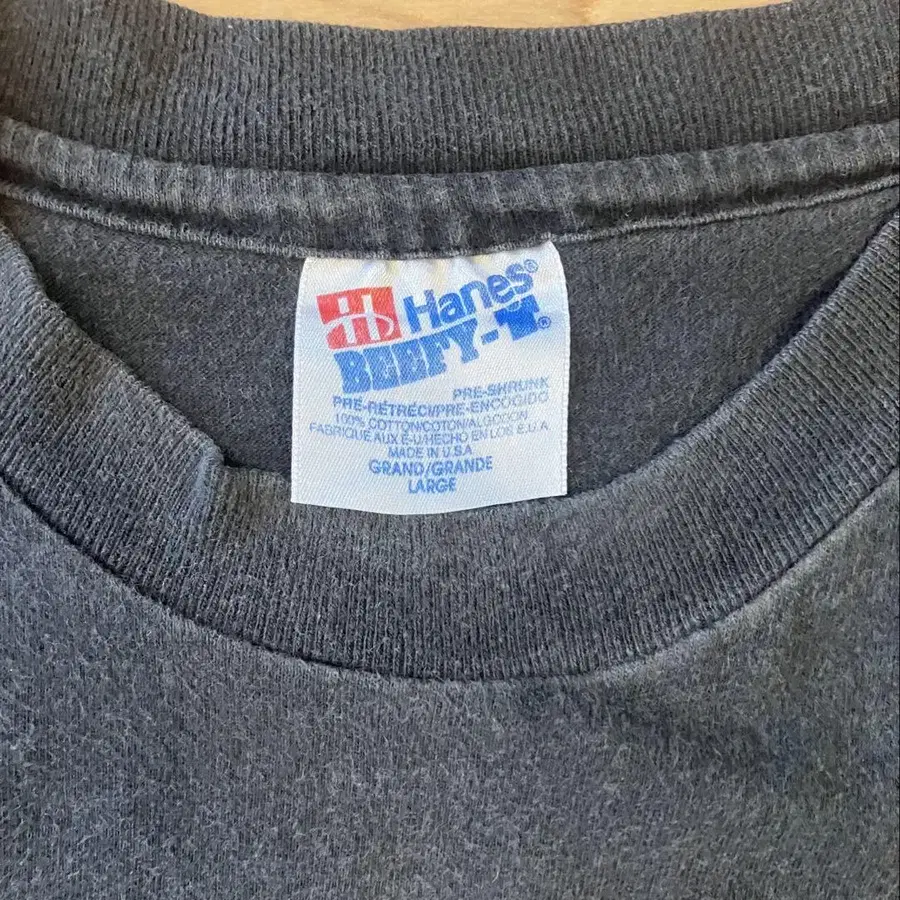 Hanes®
BEEFY-T®
PRE-SHRUNK
PRÉ-RÉTRÉCI/PRE-ENCOGIDO
100% COTTON/COTON/ALGODON
FABRIQUE AUX É-U/HECHO EN LOS E.U.A.
MADE IN U.S.A
GRAND/GRANDE
LARGE